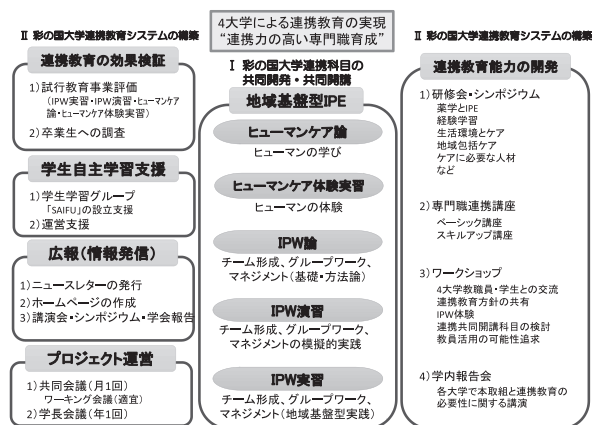 4大学による連携教育の実現
“連携力の高い専門職育成”
Ⅱ 彩の国大学連携教育システムの構築
連携教育の効果検証
1)試行教育事業評価
(IPW実習・IPW演習・ヒューマンケア
論・ヒューマンケア体験実習)
2)卒業生への調査
学生自主学習支援
1)学生学習グループ
「SAIFU」の設立支援
2)運営支援
広報(情報発信)
1)ニュースレターの発行
2)ホームページの作成
3)講演会・シンポジウム・学会報告
プロジェクト運営
1)共同会議(月1回)
ワーキング会議(適宜)
2)学長会議(年1回)
Ⅰ 彩の国大学連携科目の
共同開発・共同開講
地域基盤型IPE
ヒューマンケア論
ヒューマンの学び
ヒューマンケア体験実習
ヒューマンの体験
IPW論
チーム形成、グループワーク、
マネジメント(基礎・方法論)
IPW演習
チーム形成、グループワーク、
マネジメントの模擬的実践
IPW実習
チーム形成、グループワーク、
マネジメント(地域基盤型実践)
Ⅱ 彩の国大学連携教育システムの構築
連携教育能力の開発
1)研修会・シンポジウム
薬学とIPE
経験学習
生活環境とケア
地域包括ケア
ケアに必要な人材
など
2)専門職連携講座
ベーシック講座
スキルアップ講座
3)ワークショップ
4大学教職員・学生との交流
連携教育方針の共有
IPW体験
連携共同開講科目の検討
教員活用の可能性追求
4)学内報告会
各大学で本取組と連携教育の
必要性に関する講演